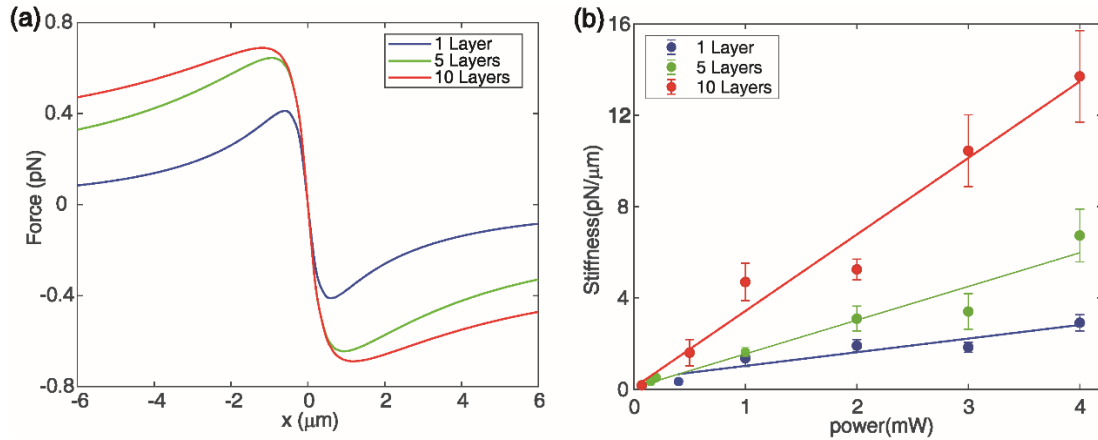 (a)
0.8
0.4
0
-0.4
-0.8
Force (pN)
1 Layer
5 Layers
10 Layers
-6 -4 -2 0 2 4 6
x (μm)
(b)
16
12
8
4
0
Stiffness(pN/μm)
1 Layer
5 Layers
10 Layers
0 1 2 3 4
power(mW)